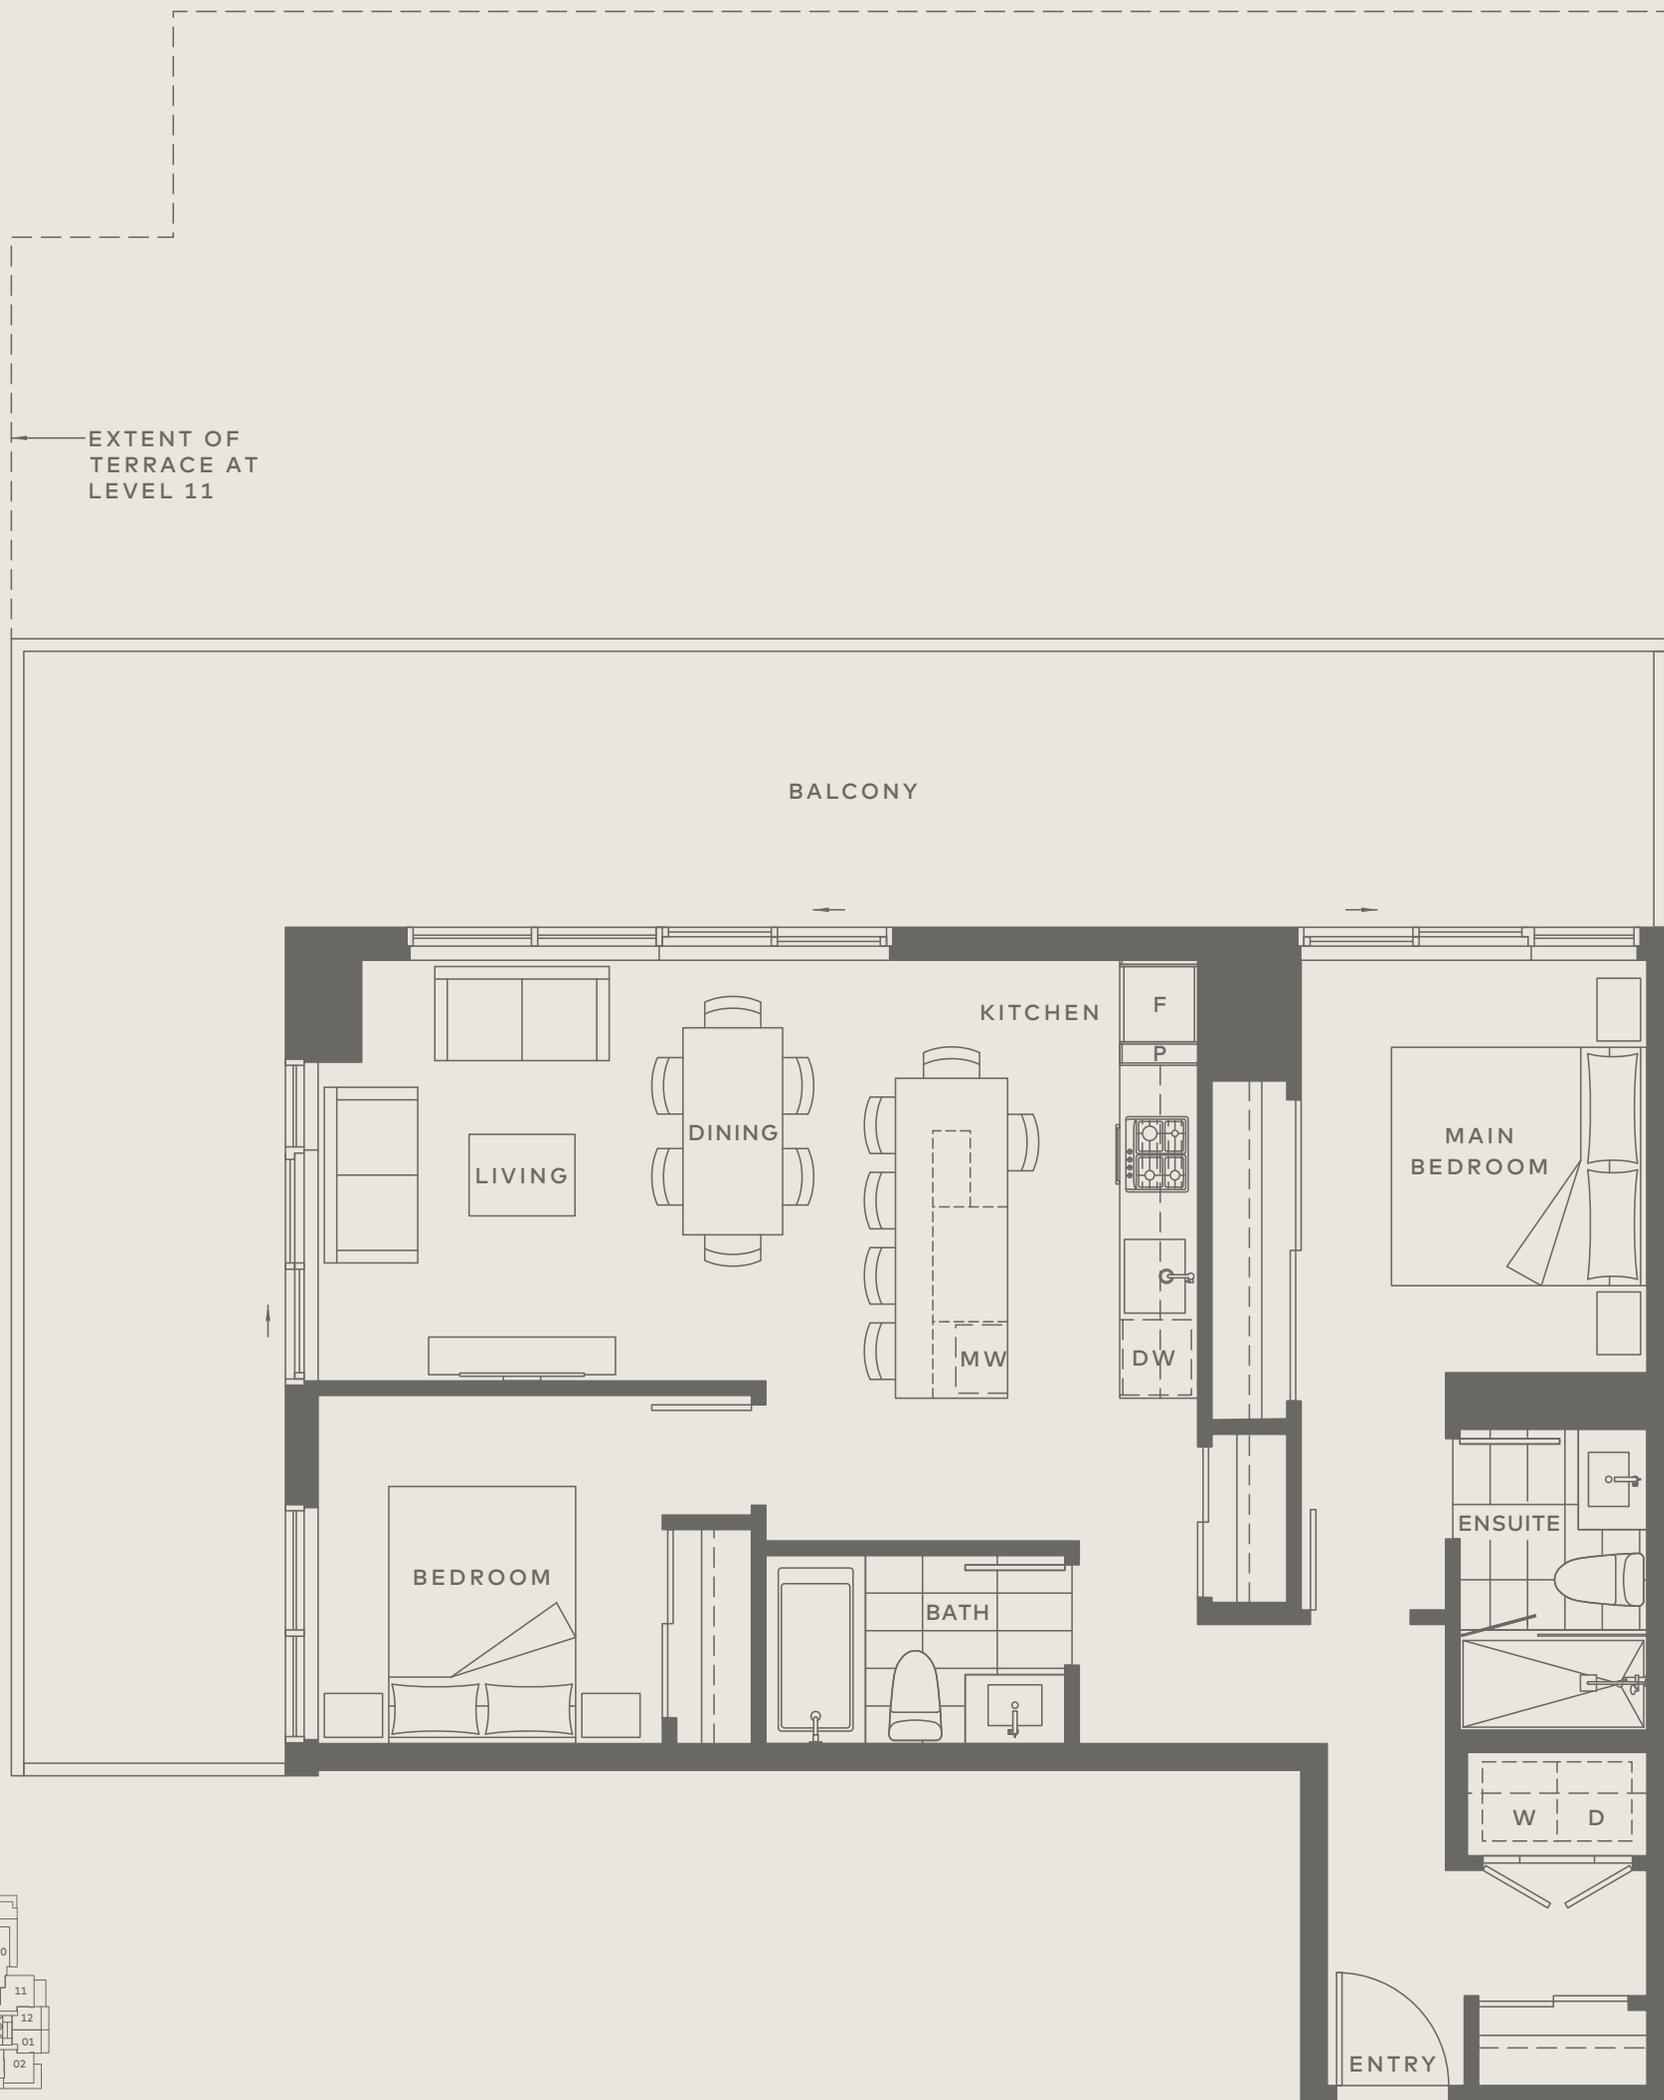 EXTENT OF
TERRACE AT
LEVEL 11
BALCONY
KITCHEN
F
P
DINING
LIVING
MAIN
BEDROOM
MW
DW
ENSUITE
BEDROOM
BATH
W
D
ENTRY
0
11
12
01
02